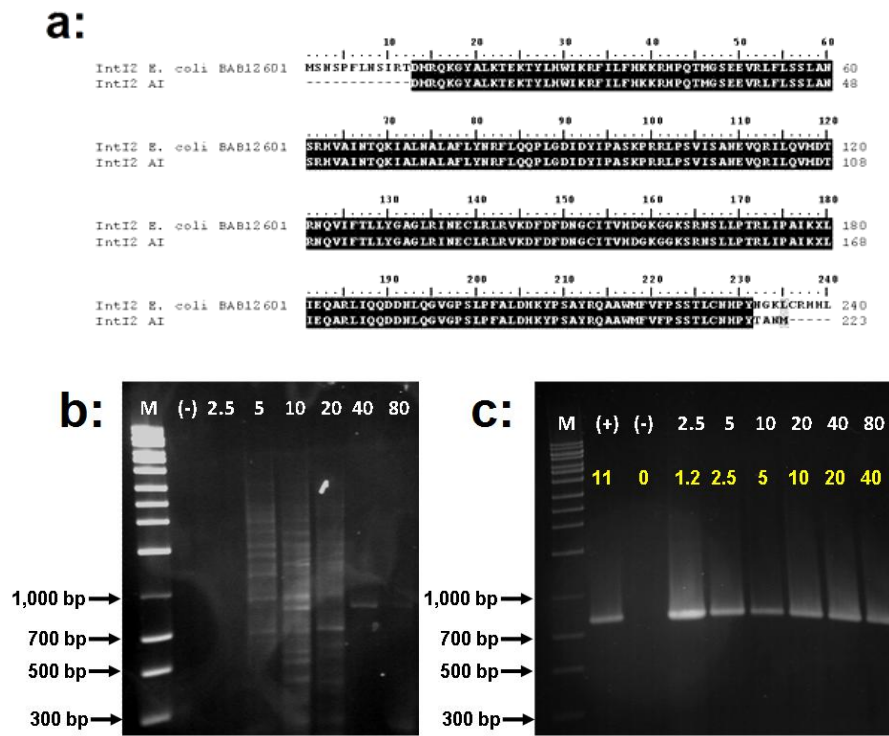 a:
10 20 30 40 50 60
IntI2 E. coli BAB12601 MSNSPFLNSIRTDMRQKGYALKTEKTYLHWIKRFILFHKKRHPQTMGSEEVRLFLSSLAN 60
IntI2 AI ------------DMRQKGYALKTEKTYLHWIKRFILFHKKRHPQTMGSEEVRLFLSSLAN 48
70 80 90 100 110 120
IntI2 E. coli BAB12601 SRHVAINTQKIALNALAFLYNRFLQQPLGDIDYIPASKPRRLPSVISANEVQRILQVMDT 120
IntI2 AI SRHVAINTQKIALNALAFLYNRFLQQPLGDIDYIPASKPRRLPSVISANEVQRILQVMDT 108
130 140 150 160 170 180
IntI2 E. coli BAB12601 RNQVIFTLLYGAGLRINECLRLRVKDFDFDNGCITVHDGKGGKSRNSLLPTRLIPAIKXL 180
IntI2 AI RNQVIFTLLYGAGLRINECLRLRVKDFDFDNGCITVHDGKGGKSRNSLLPTRLIPAIKXL 168
190 200 210 220 230 240
IntI2 E. coli BAB12601 IEQARLIQQDDNLQGVGPSLPFALDHKYPSAYRQAAWMFVFPSSTLCNHPYNGKLCRHHL 240
IntI2 AI IEQARLIQQDDNLQGVGPSLPFALDHKYPSAYRQAAWMFVFPSSTLCNHPYTANM----- 223
b:
M (-) 2.5 5 10 20 40 80
1,000 bp
700 bp
500 bp
300 bp
c:
M (+) (-) 2.5 5 10 20 40 80
11 0 1.2 2.5 5 10 20 40
1,000 bp
700 bp
500 bp
300 bp